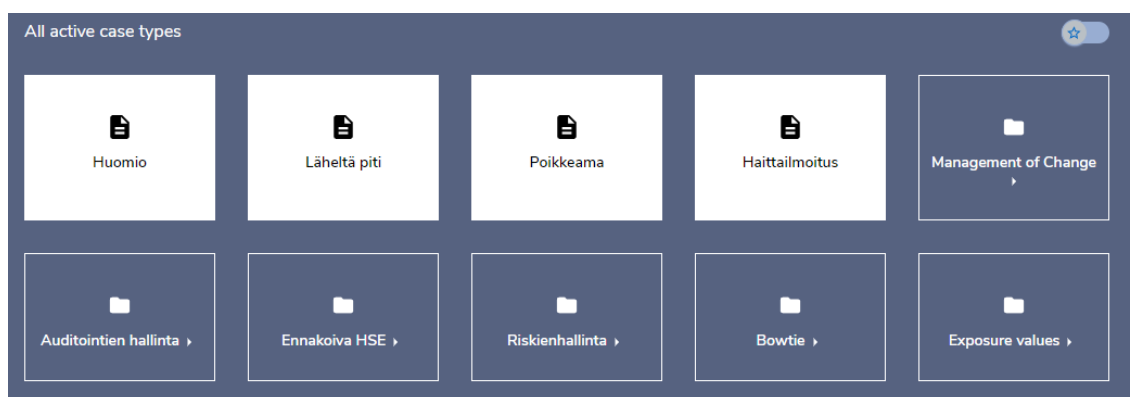 All active case types
Huomio
Läheltä piti
Poikkeama
Haittailmoitus
Management of Change
Auditointien hallinta
Ennakoiva HSE
Riskienhallinta
Bowtie
Exposure values